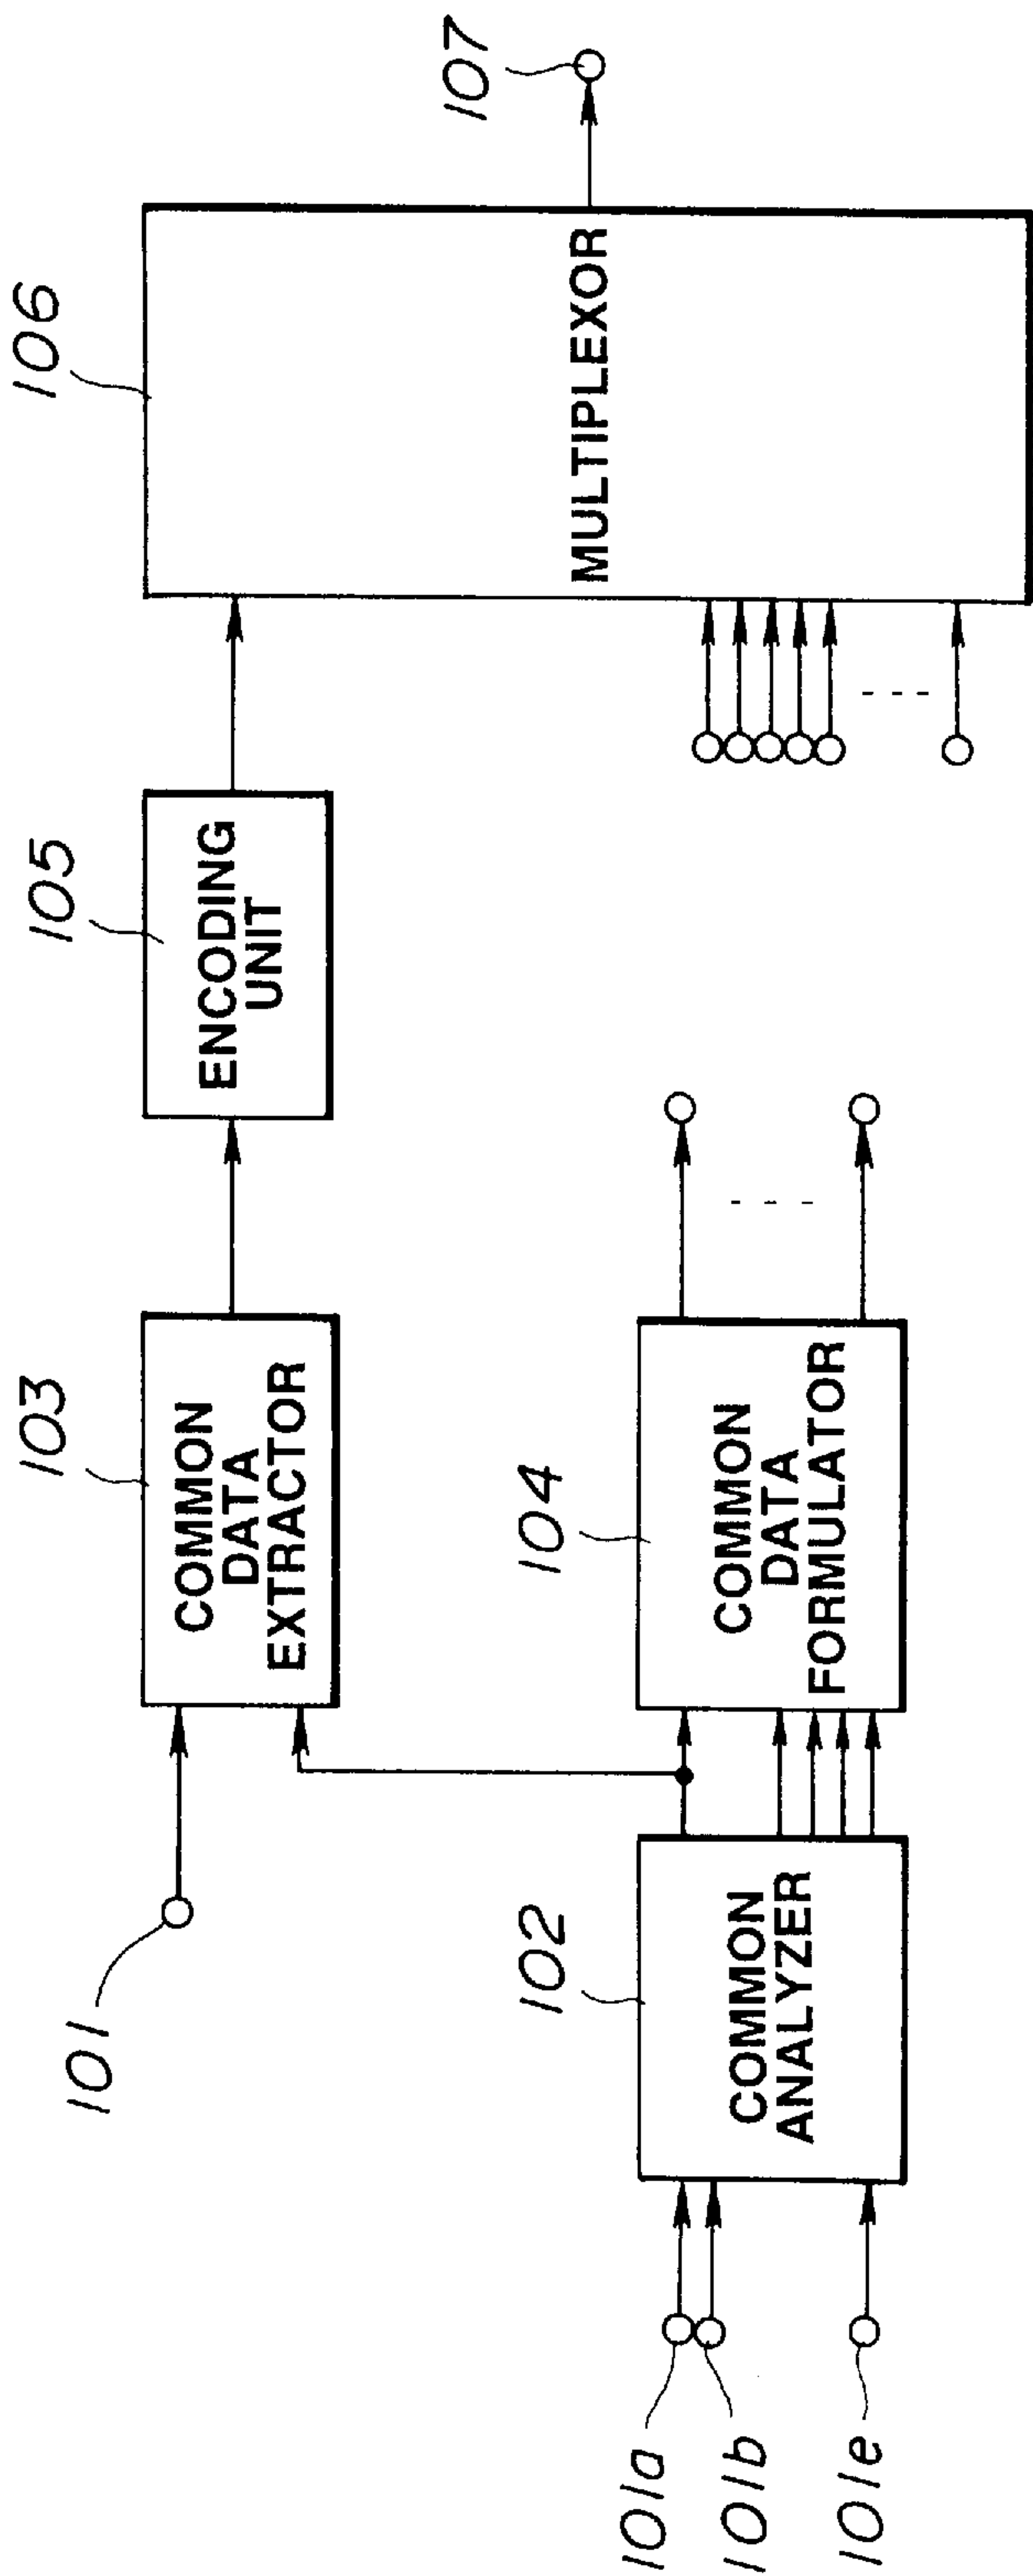 101
103
COMMON
DATA
EXTRACTOR
105
ENCODING
UNIT
106
MULTIPLEXOR
107
101a
101b
101e
102
COMMON
ANALYZER
104
COMMON
DATA
FORMULATOR